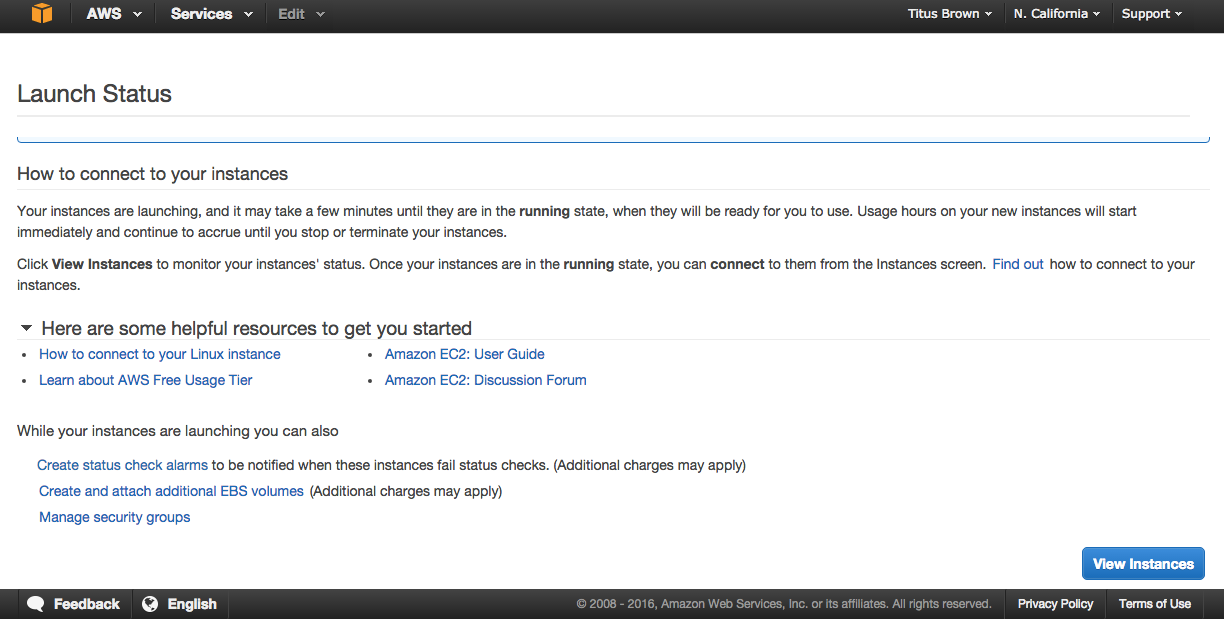 AWS Services Edit Titus Brown N. California Support
Launch Status
How to connect to your instances
Your instances are launching, and it may take a few minutes until they are in the running state, when they will be ready for you to use. Usage hours on your new instances will start
immediately and continue to accrue until you stop or terminate your instances.
Click View Instances to monitor your instances' status. Once your instances are in the running state, you can connect to them from the Instances screen. Find out how to connect to your
instances.
Here are some helpful resources to get you started
• How to connect to your Linux instance • Amazon EC2: User Guide
• Learn about AWS Free Usage Tier • Amazon EC2: Discussion Forum
While your instances are launching you can also
Create status check alarms to be notified when these instances fail status checks. (Additional charges may apply)
Create and attach additional EBS volumes (Additional charges may apply)
Manage security groups
View Instances
Feedback English © 2008 - 2016, Amazon Web Services, Inc. or its affiliates. All rights reserved. Privacy Policy Terms of Use